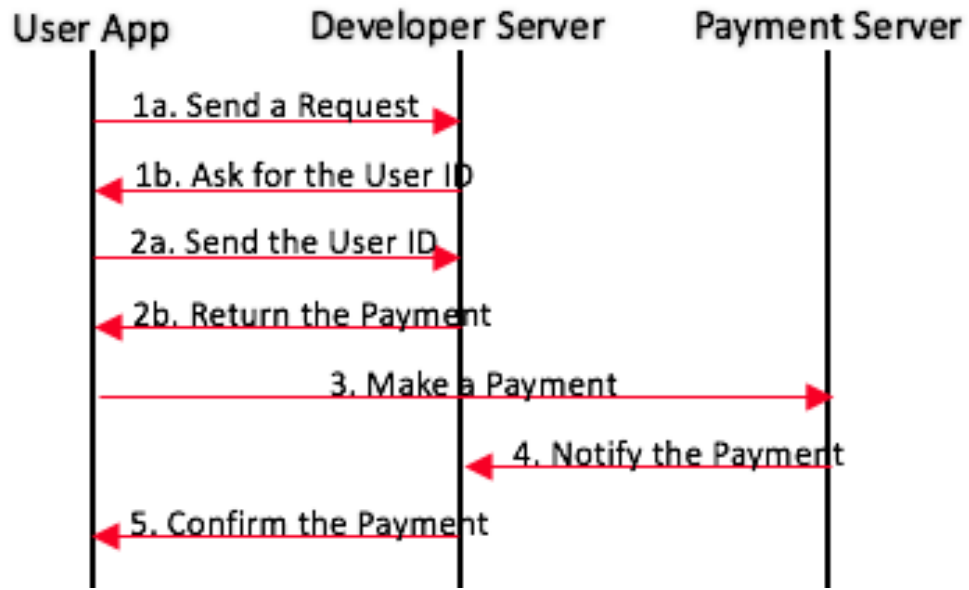 User App
Developer Server
Payment Server
1a. Send a Request
1b. Ask for the User ID
2a. Send the User ID
2b. Return the Payment
3. Make a Payment
4. Notify the Payment
5. Confirm the Payment